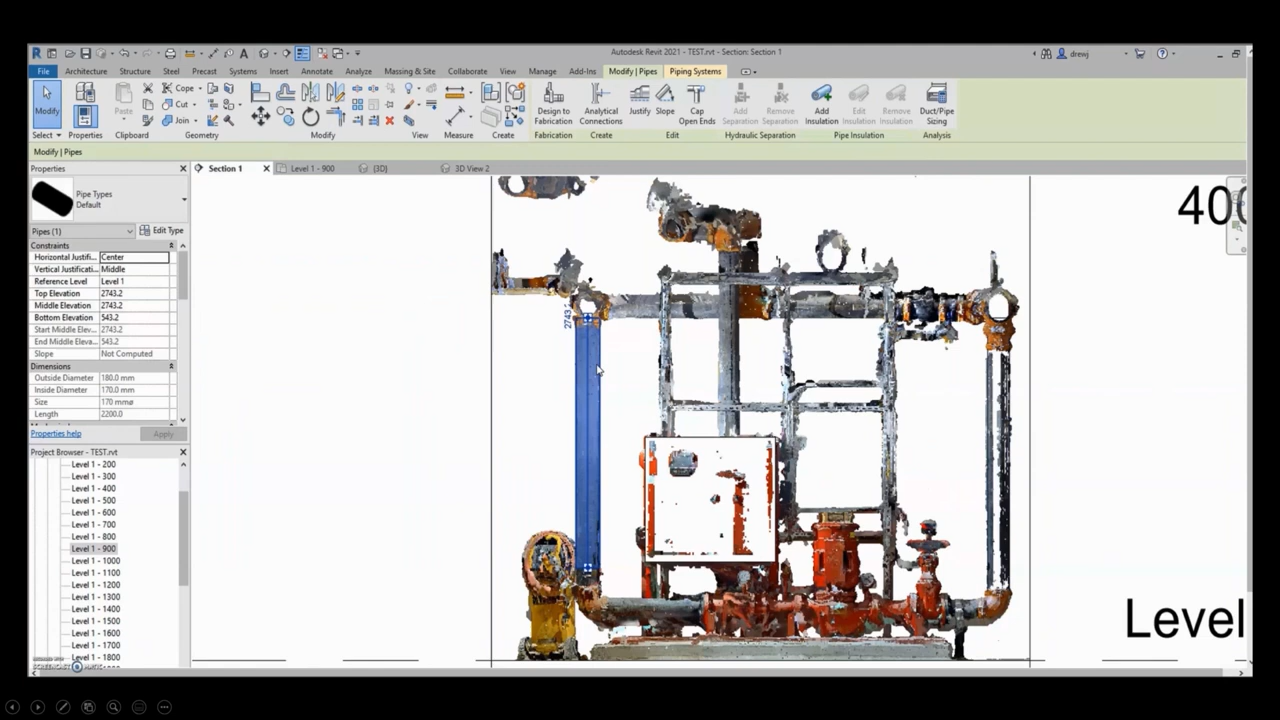 Autodesk Revit 2021 - TEST.rvt - Section: Section 1
drewj
File Architecture Structure Steel Precast Systems Insert Annotate Analyze Massing & Site Collaborate View Manage Add-Ins Modify | Pipes Piping Systems
Modify
Paste
Cope
Cut
Join
Design to Fabrication
Analytical Connections
Justify
Slope
Cap Open Ends
Add Separation
Remove Separation
Add Insulation
Edit Insulation
Remove Insulation
Duct/Pipe Sizing
Select Properties Clipboard Geometry Modify View Measure Create Fabrication Create Edit Hydraulic Separation Pipe Insulation Analysis
Modify | Pipes
Properties
Section 1
Level 1 - 900
{3D}
3D View 2
Pipe Types
Default
Pipes (1)
Edit Type
Constraints
Horizontal Justifi... Center
Vertical Justificati... Middle
Reference Level Level 1
Top Elevation 2743.2
Middle Elevation 2743.2
Bottom Elevation 543.2
Start Middle Elev... 2743.2
End Middle Eleva... 543.2
Slope Not Computed
Dimensions
Outside Diameter 180.0 mm
Inside Diameter 170.0 mm
Size 170 mmø
Length 2200.0
Properties help
Apply
Project Browser - TEST.rvt
Level 1 - 200
Level 1 - 300
Level 1 - 400
Level 1 - 500
Level 1 - 600
Level 1 - 700
Level 1 - 800
Level 1 - 900
Level 1 - 1000
Level 1 - 1100
Level 1 - 1200
Level 1 - 1300
Level 1 - 1400
Level 1 - 1500
Level 1 - 1600
Level 1 - 1700
Level 1 - 1800
2743
400
Level